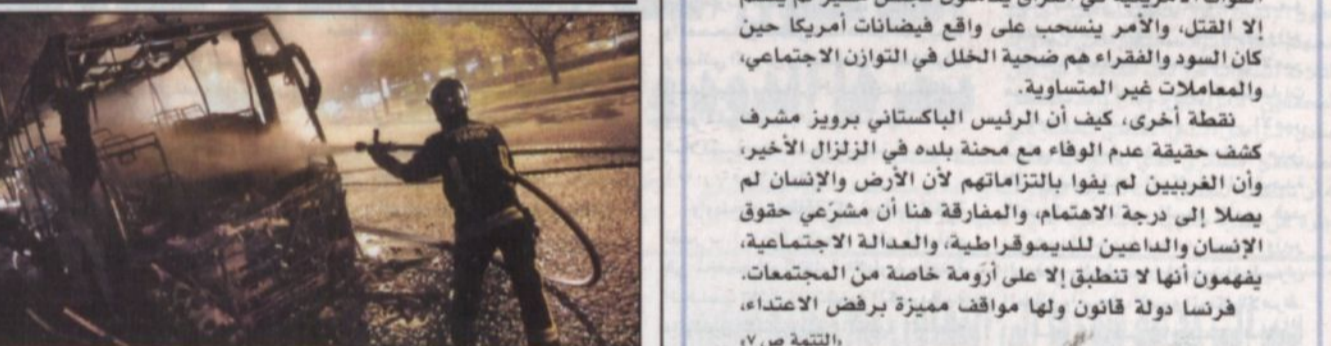 إلا القتل، والأمر ينسحب على واقع فيضانات أمريكا حين
كان السود والفقراء هم ضحية الخلل في التوازن الاجتماعي،
والمعاملات غير المتساوية.
نقطة أخرى، كيف أن الرئيس الباكستاني برويز مشرف
كشف حقيقة عدم الوفاء مع محنة بلده في الزلزال الأخير،
وأن الغربيين لم يفوا بالتزاماتهم لأن الأرض والإنسان لم
يصلا إلى درجة الاهتمام، والمفارقة هنا أن مشرعي حقوق
الإنسان والداعين للديموقراطية، والعدالة الاجتماعية،
يفهمون أنها لا تنطبق إلا على أرومة خاصة من المجتمعات.
فرنسا دولة قانون ولها مواقف مميزة برفض الاعتداء،
(التتمة ص٧)